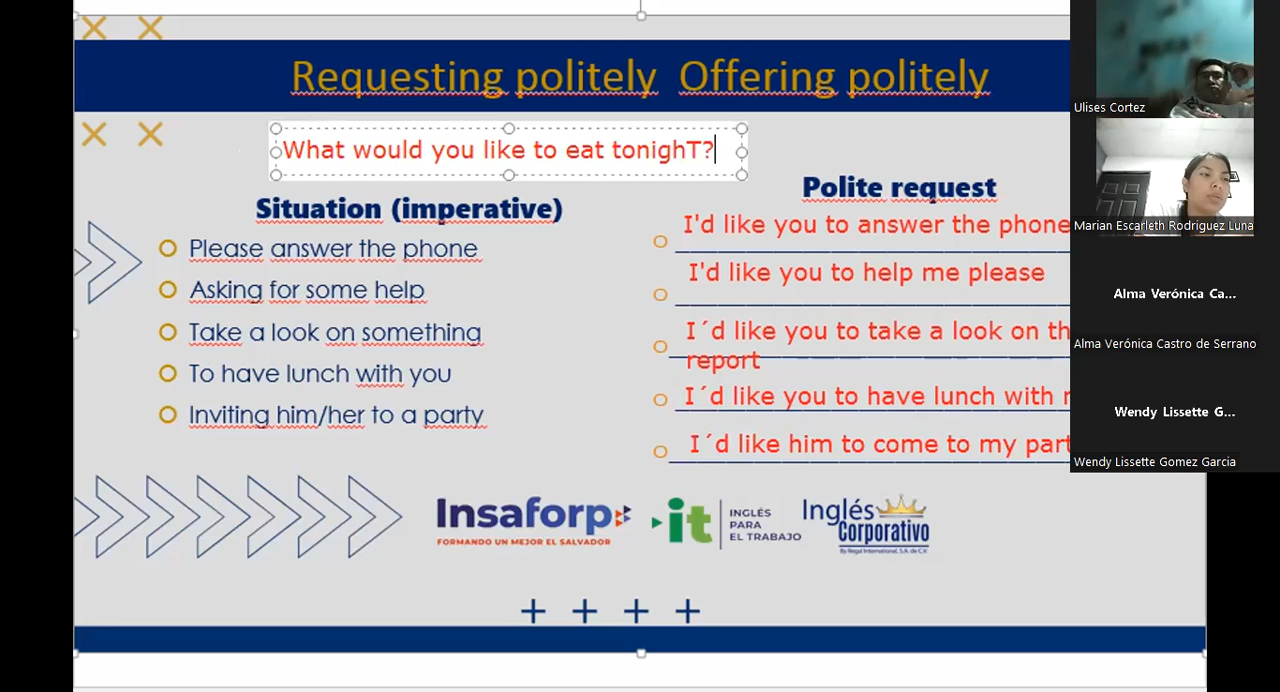 Requesting politely Offering politely
What would you like to eat tonighT?
Situation (imperative)
Please answer the phone
Asking for some help
Take a look on something
To have lunch with you
Inviting him/her to a party
Polite request
I'd like you to answer the phone
I'd like you to help me please
I´d like you to take a look on th
report
I´d like you to have lunch with
I´d like him to come to my part
Insaforp
FORMANDO UN MEJOR EL SALVADOR
it
INGLÉS
PARA
EL TRABAJO
Inglés
Corporativo
By Regal International, S.A. de C.V.
Ulises Cortez
Marian Escarleth Rodriguez Luna
Alma Verónica Ca...
Alma Verónica Castro de Serrano
Wendy Lissette G...
Wendy Lissette Gomez Garcia